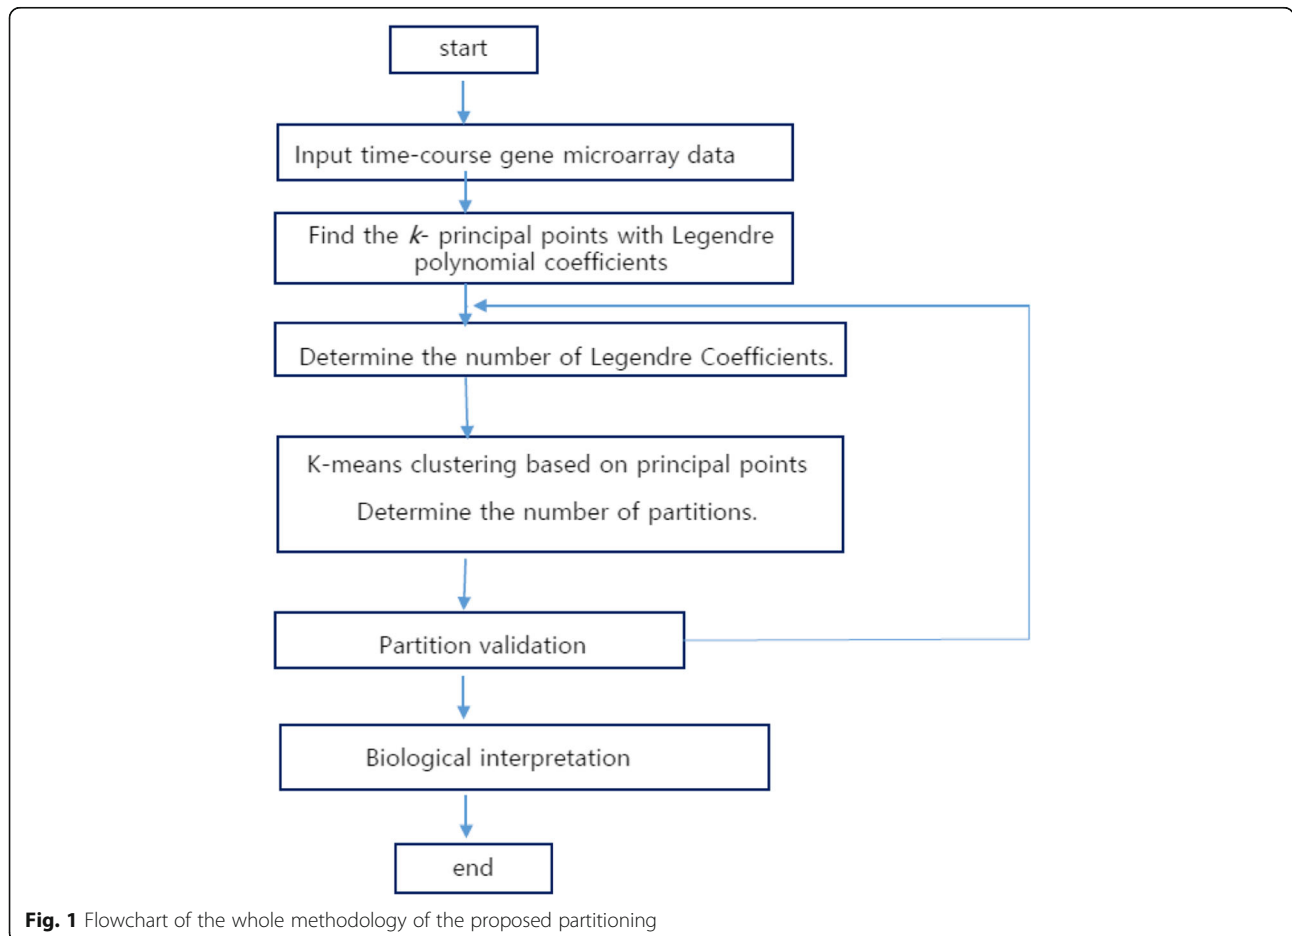 start
Input time-course gene microarray data
Find the k- principal points with Legendre
polynomial coefficients
Determine the number of Legendre Coefficients.
K-means clustering based on principal points
Determine the number of partitions.
Partition validation
Biological interpretation
end
Fig. 1 Flowchart of the whole methodology of the proposed partitioning